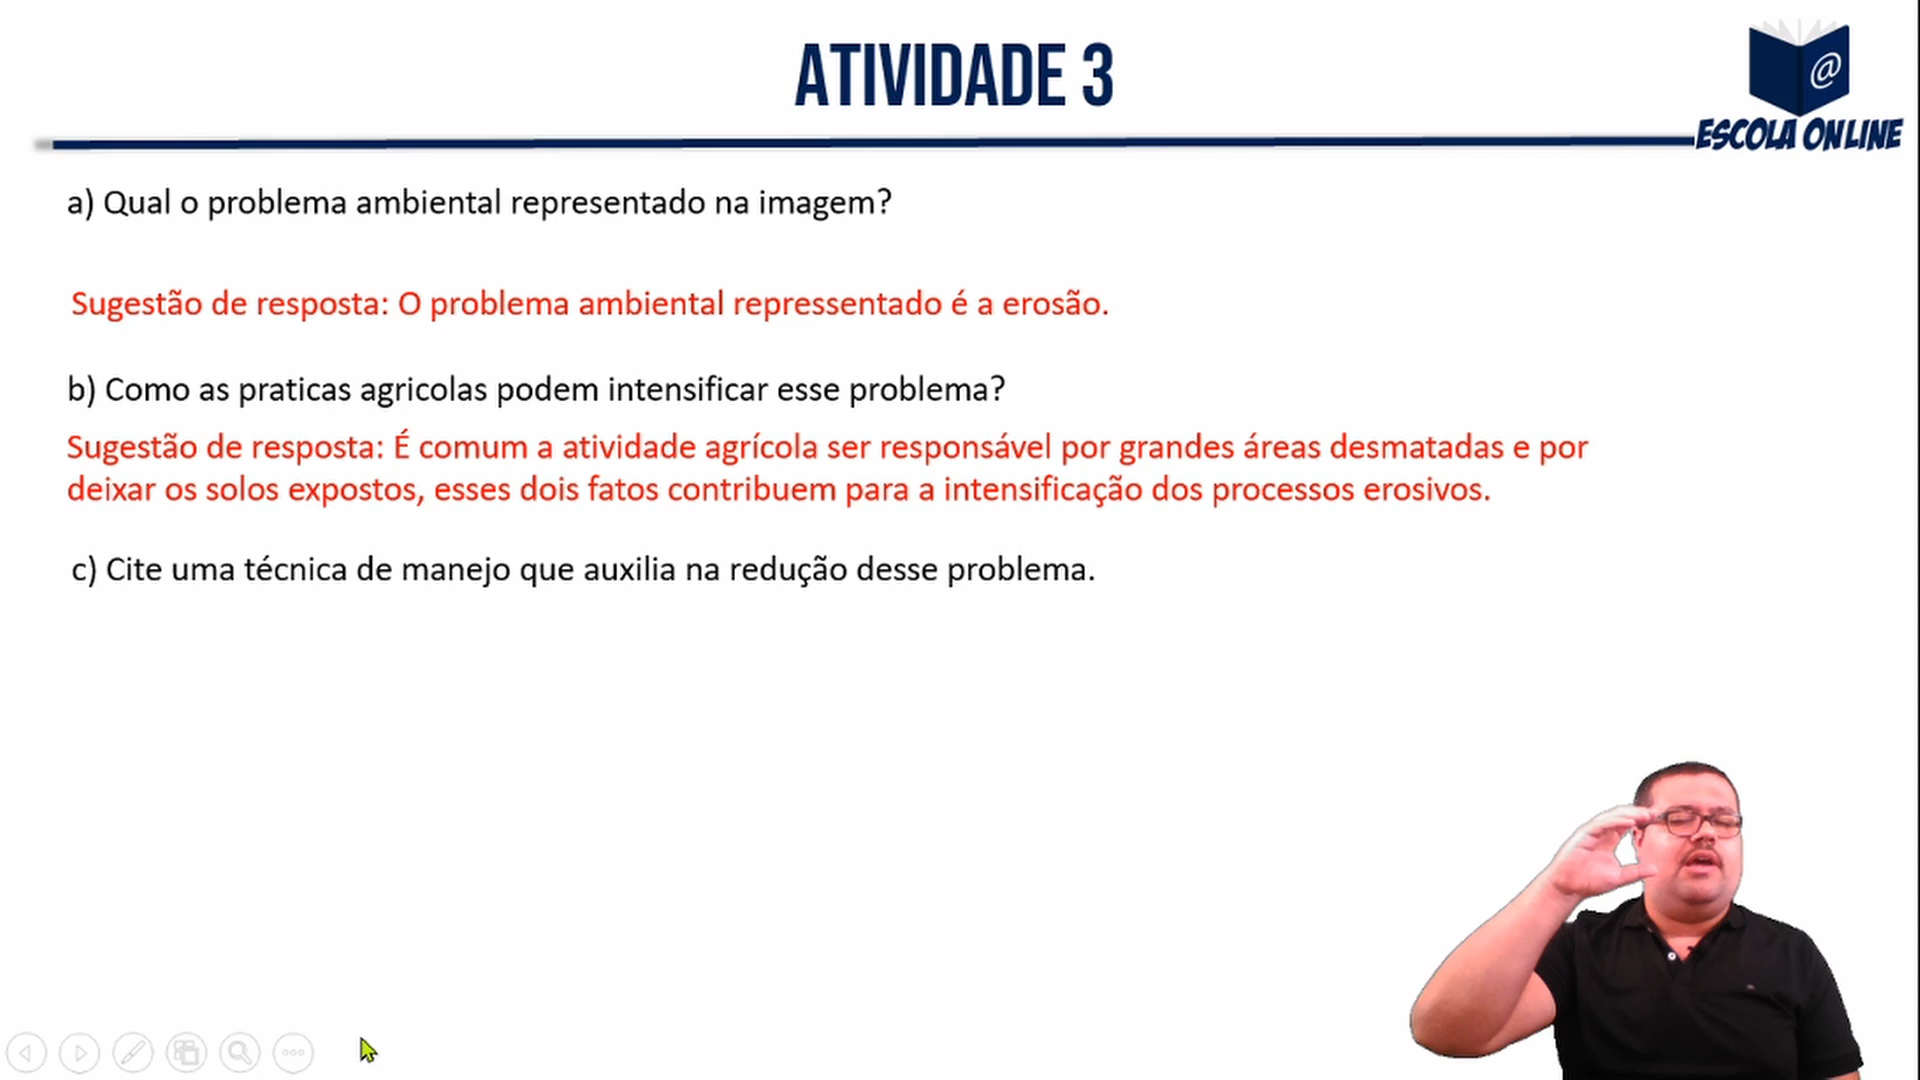 ATIVIDADE 3
@
ESCOLA ONLINE
a) Qual o problema ambiental representado na imagem?
Sugestão de resposta: O problema ambiental repressentado é a erosão.
b) Como as praticas agricolas podem intensificar esse problema?
Sugestão de resposta: É comum a atividade agrícola ser responsável por grandes áreas desmatadas e por
deixar os solos expostos, esses dois fatos contribuem para a intensificação dos processos erosivos.
c) Cite uma técnica de manejo que auxilia na redução desse problema.